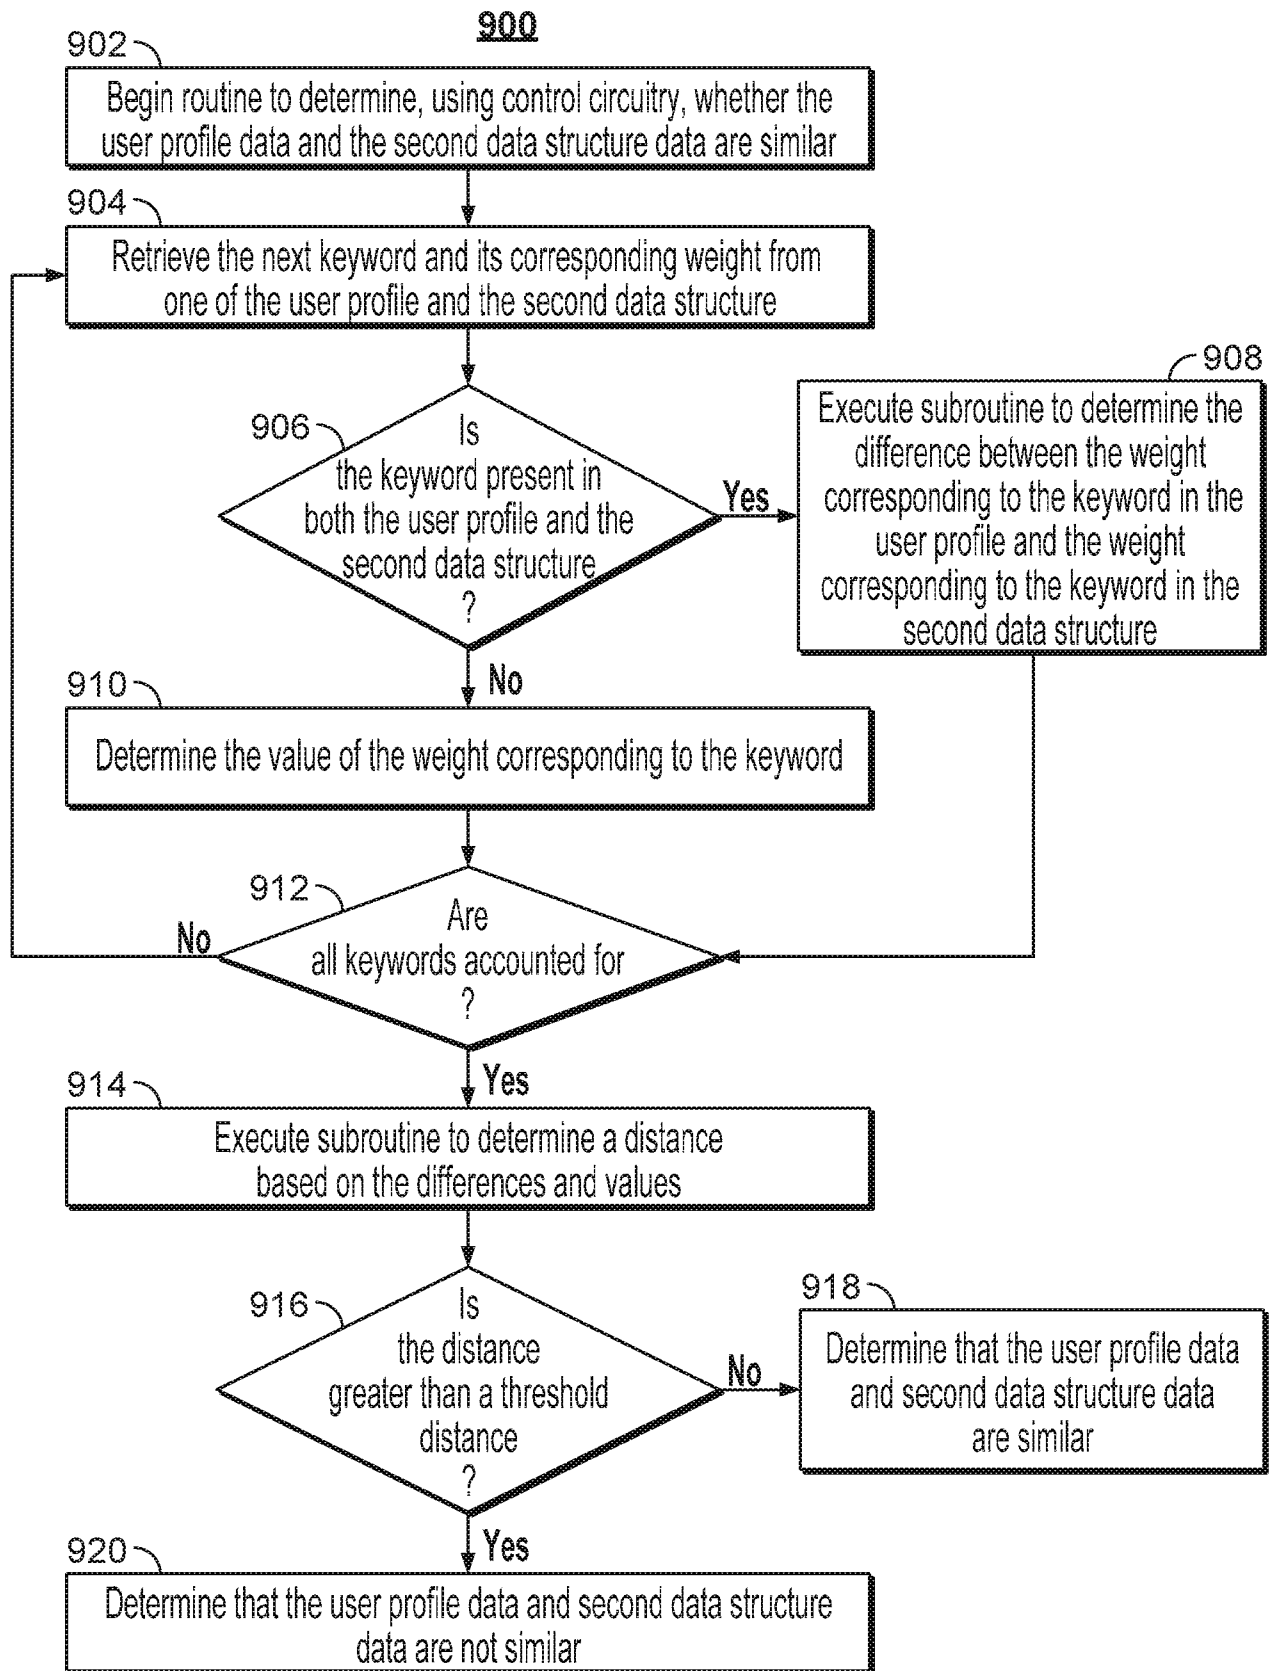 900
902
Begin routine to determine, using control circuitry, whether the
user profile data and the second data structure data are similar
904
Retrieve the next keyword and its corresponding weight from
one of the user profile and the second data structure
906
Is
the keyword present in
both the user profile and the
second data structure
?
Yes
908
Execute subroutine to determine the
difference between the weight
corresponding to the keyword in the
user profile and the weight
corresponding to the keyword in the
second data structure
No
910
Determine the value of the weight corresponding to the keyword
912
Are
all keywords accounted for
?
No
Yes
914
Execute subroutine to determine a distance
based on the differences and values
916
Is
the distance
greater than a threshold
distance
?
No
918
Determine that the user profile data
and second data structure data
are similar
Yes
920
Determine that the user profile data and second data structure
data are not similar